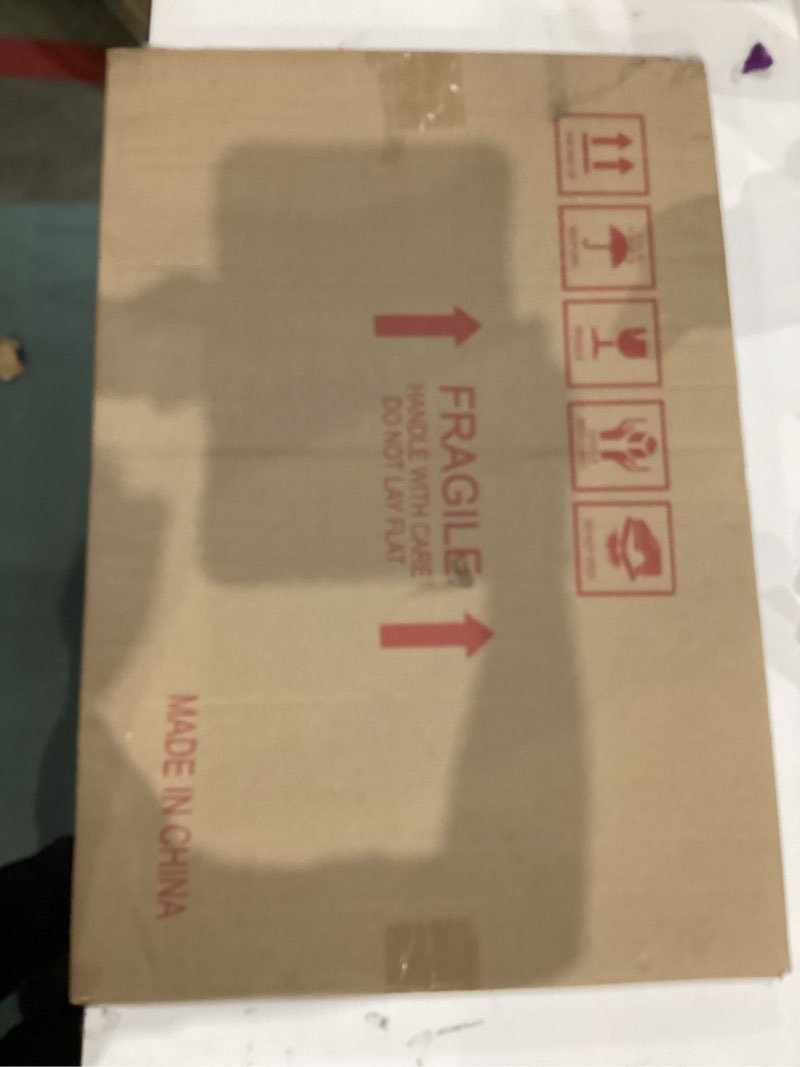 FRAGILE
HANDLE WITH CARE
DO NOT LAY FLAT
MADE IN CHINA